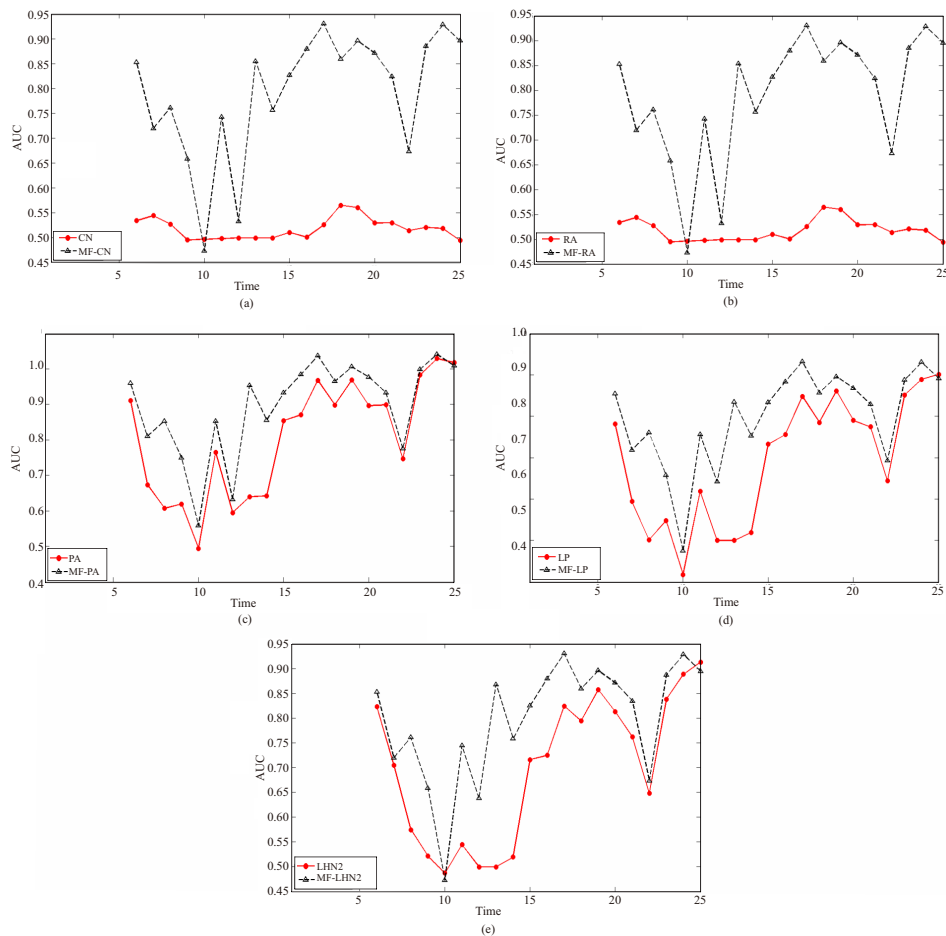 0.95
0.90
0.85
0.80
0.75
0.70
0.65
0.60
0.55
0.50
0.45
AUC
CN
MF-CN
5
10
15
20
25
Time
(a)
0.95
0.90
0.85
0.80
0.75
0.70
0.65
0.60
0.55
0.50
0.45
AUC
RA
MF-RA
5
10
15
20
25
Time
(b)
1.0
0.9
0.8
0.7
0.6
0.5
0.4
AUC
PA
MF-PA
5
10
15
20
25
Time
(c)
1.0
0.9
0.8
0.7
0.6
0.5
0.4
AUC
LP
MF-LP
5
10
15
20
25
Time
(d)
0.95
0.90
0.85
0.80
0.75
0.70
0.65
0.60
0.55
0.50
0.45
AUC
LHN2
MF-LHN2
5
10
15
20
25
Time
(e)